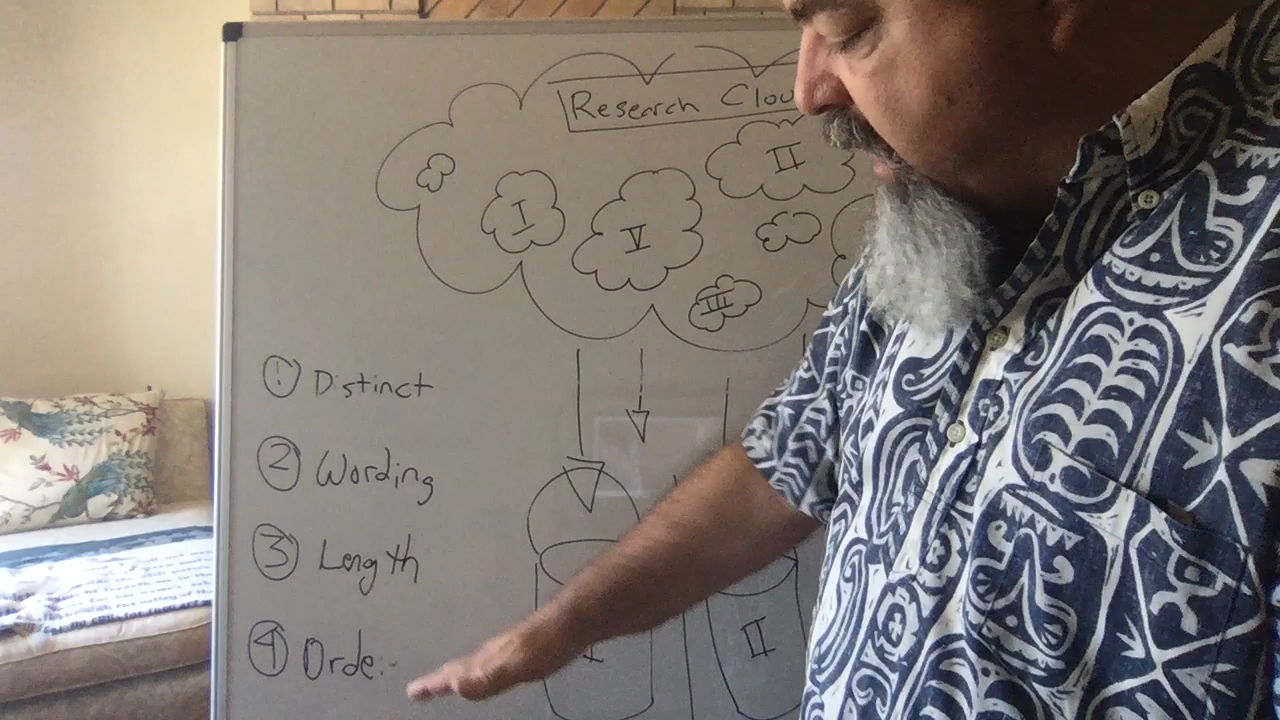 Research Clou
I
V
II
III
① Distinct
② Wording
③ Length
④ Orde
I
II